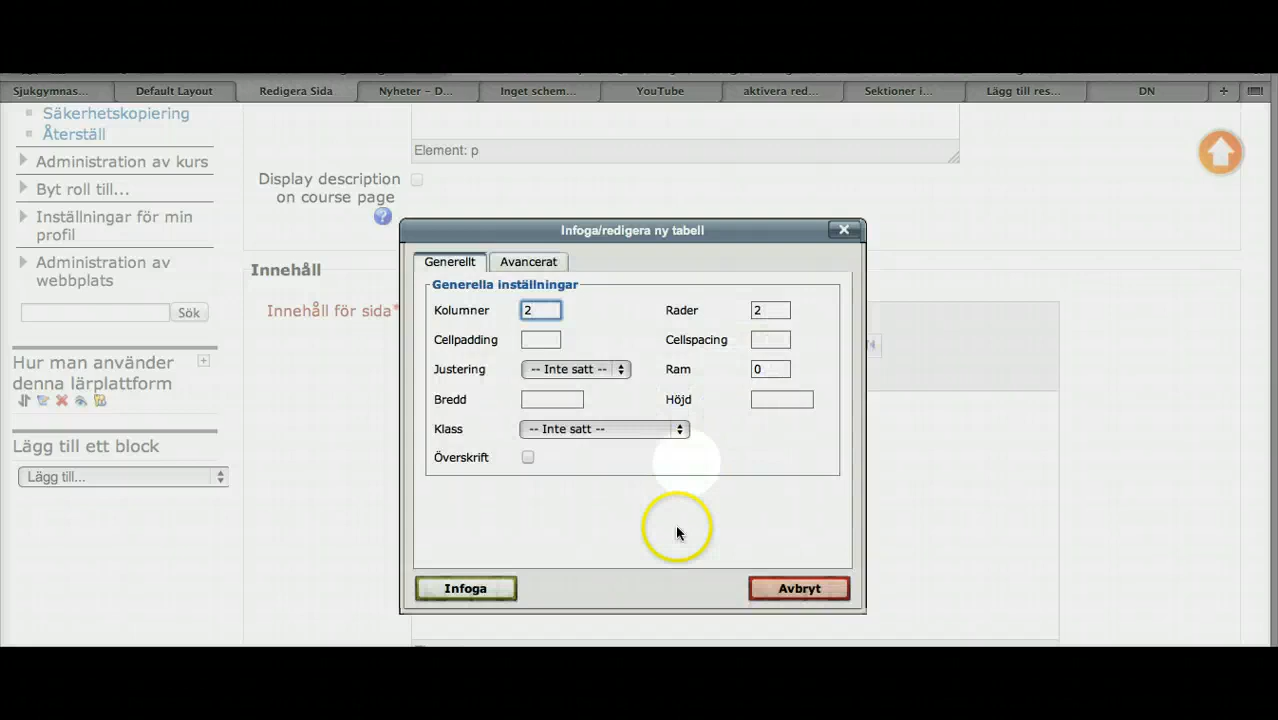 Sjukgymnas... Default Layout Redigera Sida Nyheter – D... Inget schem... YouTube aktivera red... Sektioner i... Lägg till res... DN +
Säkerhetskopiering
Återställ
Administration av kurs
Byt roll till...
Inställningar för min
profil
Administration av
webbplats
Sök
Hur man använder
denna lärplattform
Lägg till ett block
Lägg till...
Element: p
Display description
on course page
?
Innehåll
Innehåll för sida*
Infoga/redigera ny tabell
Generellt Avancerat
Generella inställningar
Kolumner 2 Rader 2
Cellpadding Cellspacing
Justering -- Inte satt -- Ram 0
Bredd Höjd
Klass -- Inte satt --
Överskrift
Infoga Avbryt